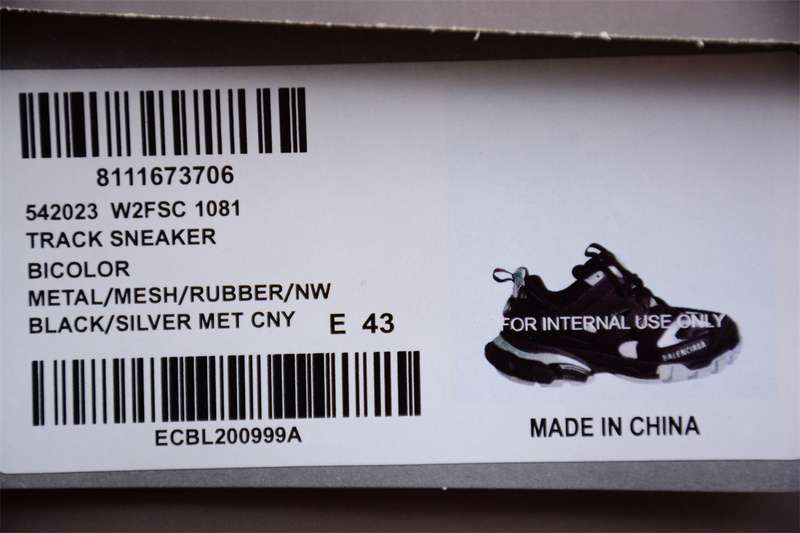 8111673706
542023 W2FSC 1081
TRACK SNEAKER
BICOLOR
METAL/MESH/RUBBER/NW
BLACK/SILVER MET CNY E 43
ECBL200999A
FOR INTERNAL USE ONLY
BALENCIAGA
MADE IN CHINA